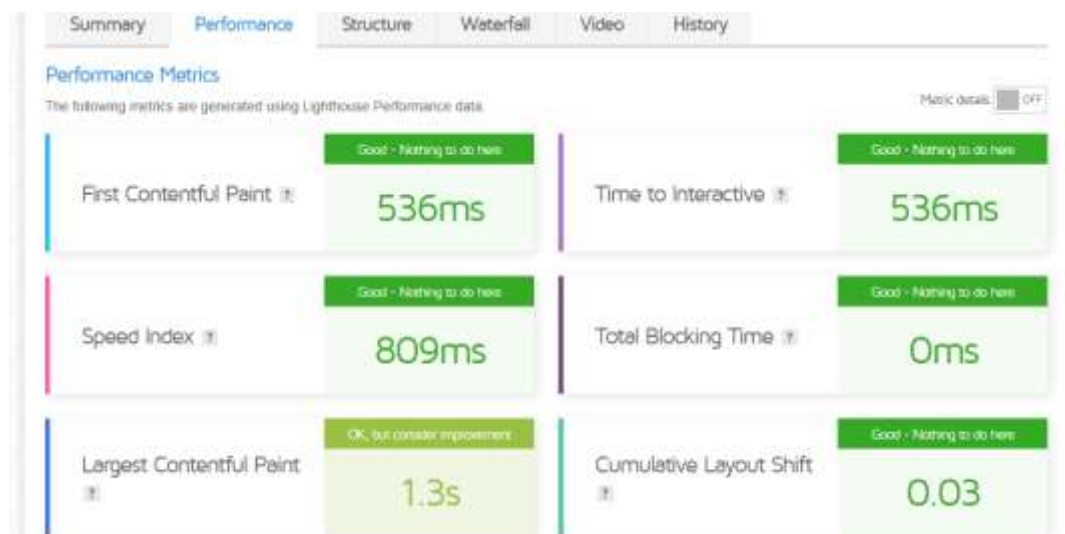 Summary Performance Structure Waterfall Video History
Performance Metrics
The following metrics are generated using Lighthouse Performance data.
Metric details OFF
Good - Nothing to do here
First Contentful Paint ?
536ms
Good - Nothing to do here
Time to Interactive ?
536ms
Good - Nothing to do here
Speed Index ?
809ms
Good - Nothing to do here
Total Blocking Time ?
0ms
OK, but consider improvement
Largest Contentful Paint
?
1.3s
Good - Nothing to do here
Cumulative Layout Shift
?
0.03